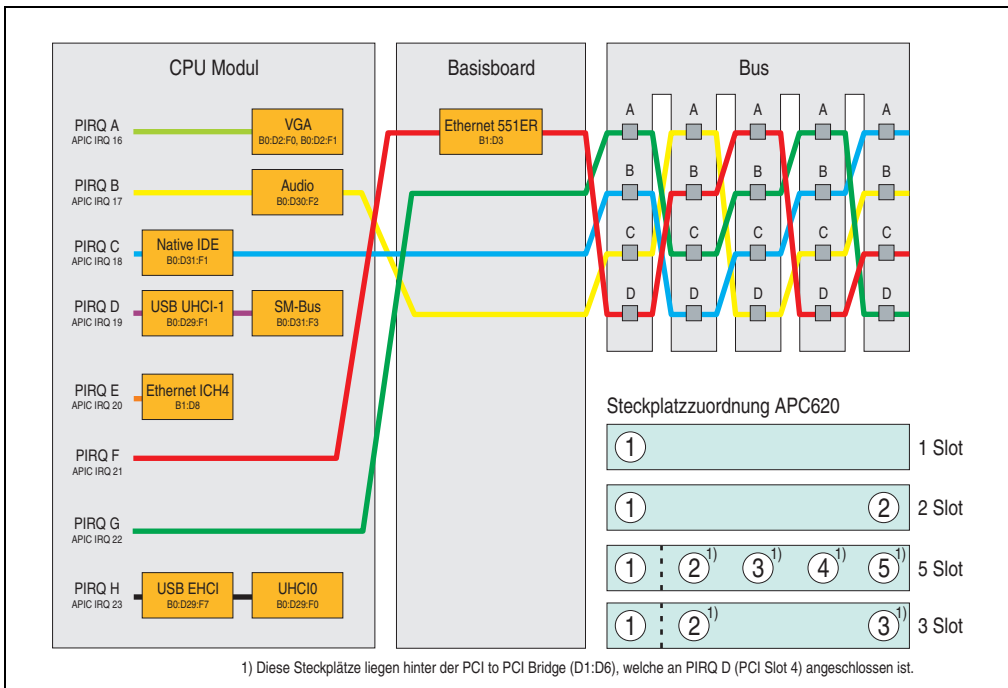 CPU Modul
Basisboard
Bus
PIRQ A
APIC IRQ 16
VGA
B0:D2:F0, B0:D2:F1
Ethernet 551ER
B1:D3
A A A A A
PIRQ B
APIC IRQ 17
Audio
B0:D30:F2
B B B B B
PIRQ C
APIC IRQ 18
Native IDE
B0:D31:F1
C C C C C
PIRQ D
APIC IRQ 19
USB UHCI-1
B0:D29:F1
SM-Bus
B0:D31:F3
D D D D D
PIRQ E
APIC IRQ 20
Ethernet ICH4
B1:D8
PIRQ F
APIC IRQ 21
PIRQ G
APIC IRQ 22
PIRQ H
APIC IRQ 23
USB EHCI
B0:D29:F7
UHCI0
B0:D29:F0
Steckplatzzuordnung APC620
1 1 Slot
1 2 2 Slot
1 2 1) 3 1) 4 1) 5 1) 5 Slot
1 2 1) 3 1) 3 Slot
1) Diese Steckplätze liegen hinter der PCI to PCI Bridge (D1:D6), welche an PIRQ D (PCI Slot 4) angeschlossen ist.